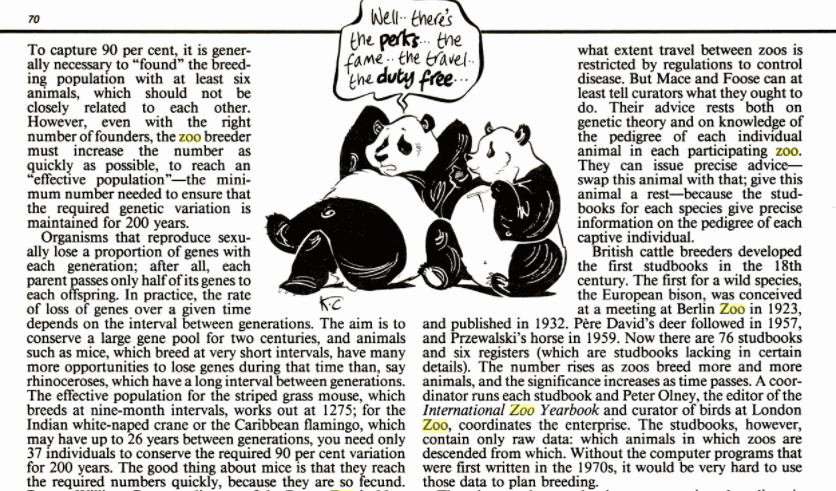 70
Well·· there's
the perks··· the
fame·· the travel··
the duty free···
To capture 90 per cent, it is gener-
ally necessary to “found” the breed-
ing population with at least six
animals, which should not be
closely related to each other.
However, even with the right
number of founders, the zoo breeder
must increase the number as
quickly as possible, to reach an
“effective population”—the mini-
mum number needed to ensure that
the required genetic variation is
maintained for 200 years.
Organisms that reproduce sexu-
ally lose a proportion of genes with
each generation; after all, each
parent passes only half of its genes to
each offspring. In practice, the rate
of loss of genes over a given time
K·C
depends on the interval between generations. The aim is to
conserve a large gene pool for two centuries, and animals
such as mice, which breed at very short intervals, have many
more opportunities to lose genes during that time than, say
rhinoceroses, which have a long interval between generations.
The effective population for the striped grass mouse, which
breeds at nine-month intervals, works out at 1275; for the
Indian white-naped crane or the Caribbean flamingo, which
may have up to 26 years between generations, you need only
37 individuals to conserve the required 90 per cent variation
for 200 years. The good thing about mice is that they reach
the required numbers quickly, because they are so fecund.
what extent travel between zoos is
restricted by regulations to control
disease. But Mace and Foose can at
least tell curators what they ought to
do. Their advice rests both on
genetic theory and on knowledge of
the pedigree of each individual
animal in each participating zoo.
They can issue precise advice—
swap this animal with that; give this
animal a rest—because the stud-
books for each species give precise
information on the pedigree of each
captive individual.
British cattle breeders developed
the first studbooks in the 18th
century. The first for a wild species,
the European bison, was conceived
at a meeting at Berlin Zoo in 1923,
and published in 1932. Père David's deer followed in 1957,
and Przewalski's horse in 1959. Now there are 76 studbooks
and six registers (which are studbooks lacking in certain
details). The number rises as zoos breed more and more
animals, and the significance increases as time passes. A coor-
dinator runs each studbook and Peter Olney, the editor of the
International Zoo Yearbook and curator of birds at London
Zoo, coordinates the enterprise. The studbooks, however,
contain only raw data: which animals in which zoos are
descended from which. Without the computer programs that
were first written in the 1970s, it would be very hard to use
those data to plan breeding.